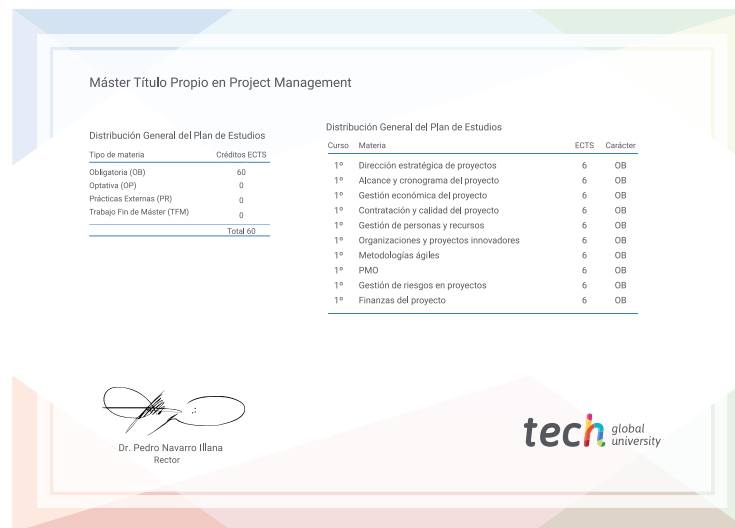 Máster Título Propio en Project Management
Distribución General del Plan de Estudios
Tipo de materia Créditos ECTS
Obligatoria (OB) 60
Optativa (OP) 0
Prácticas Externas (PR) 0
Trabajo Fin de Máster (TFM) 0
Total 60
Distribución General del Plan de Estudios
Curso Materia ECTS Carácter
1º Dirección estratégica de proyectos 6 OB
1º Alcance y cronograma del proyecto 6 OB
1º Gestión económica del proyecto 6 OB
1º Contratación y calidad del proyecto 6 OB
1º Gestión de personas y recursos 6 OB
1º Organizaciones y proyectos innovadores 6 OB
1º Metodologías ágiles 6 OB
1º PMO 6 OB
1º Gestión de riesgos en proyectos 6 OB
1º Finanzas del proyecto 6 OB
Dr. Pedro Navarro Illana
Rector
tech global
university